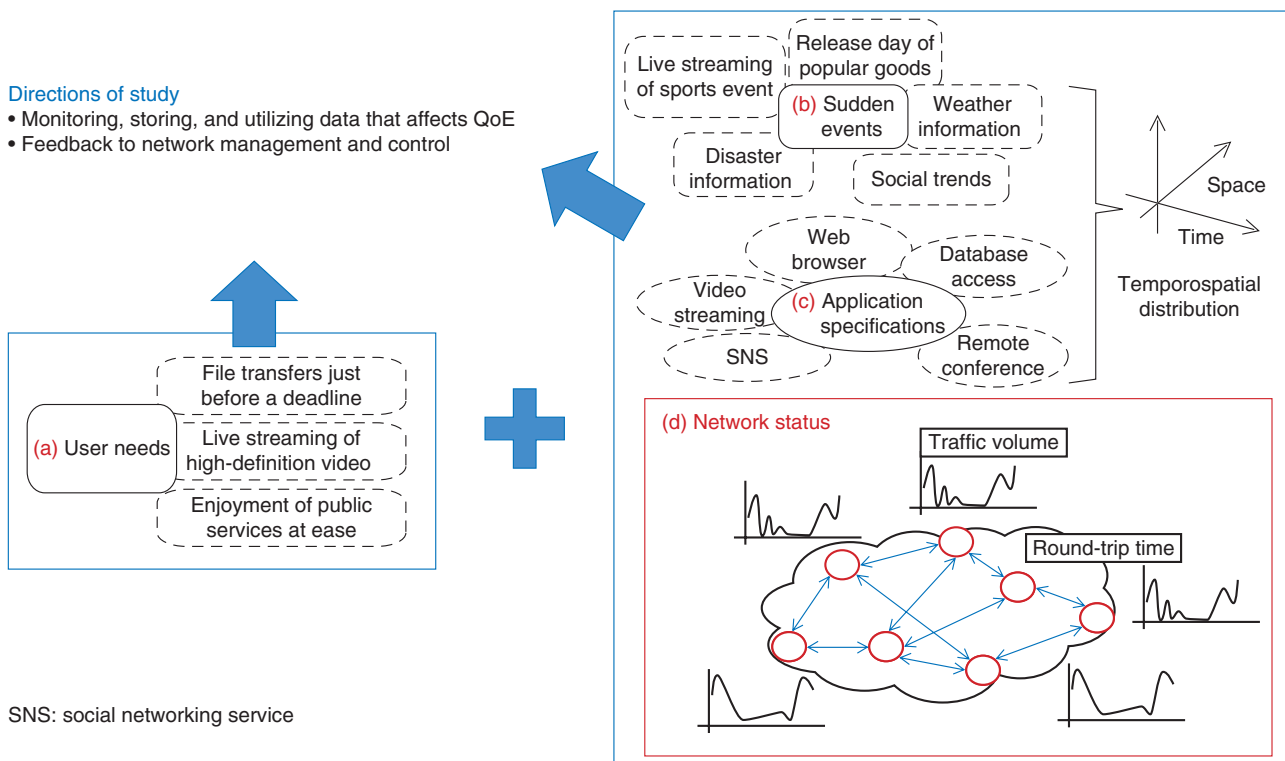 Directions of study
• Monitoring, storing, and utilizing data that affects QoE
• Feedback to network management and control
(a) User needs
File transfers just
before a deadline
Live streaming of
high-definition video
Enjoyment of public
services at ease
SNS: social networking service
Live streaming
of sports event
Release day of
popular goods
(b) Sudden
events
Weather
information
Disaster
information
Social trends
Web
browser
Database
access
Video
streaming
(c) Application
specifications
SNS
Remote
conference
Space
Time
Temporospatial
distribution
(d) Network status
Traffic volume
Round-trip time